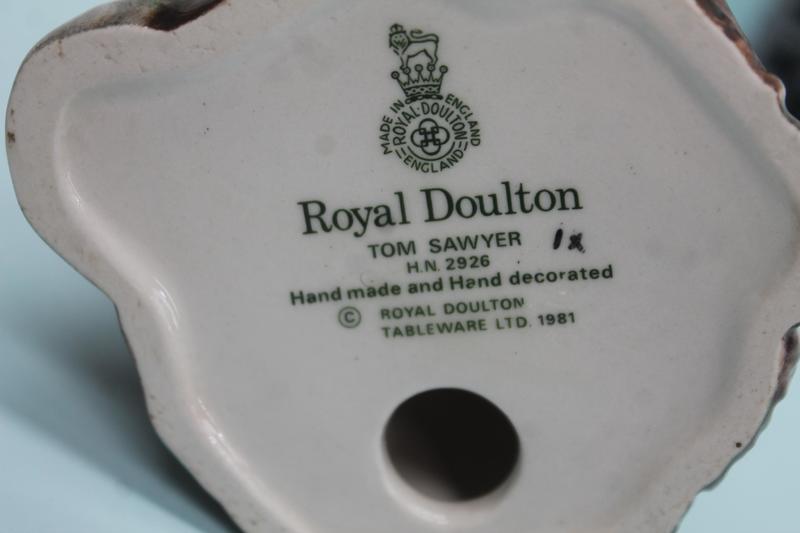 MADE IN ENGLAND
ROYAL DOULTON
ENGLAND
Royal Doulton
TOM SAWYER 1x
H.N. 2926
Hand made and Hand decorated
© ROYAL DOULTON
TABLEWARE LTD. 1981